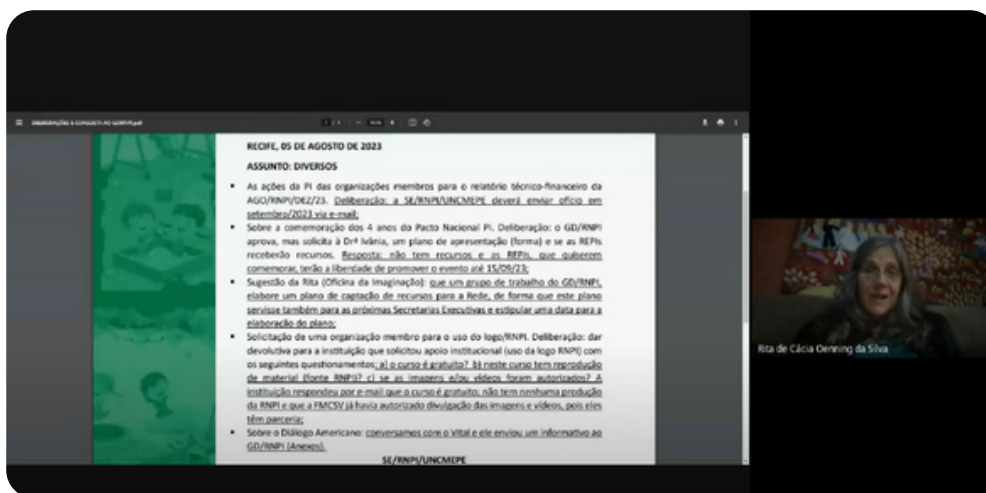 RECIFE, 05 DE AGOSTO DE 2023
ASSUNTO: DIVERSOS
▪ As ações da PI das organizações membros para o relatório técnico-financeiro da
AGO/RNPI/DEZ/23. Deliberação: a SE/RNPI/UNCMEPE deverá enviar ofício em
setembro/2023 via e-mail;
▪ Sobre a comemoração dos 4 anos do Pacto Nacional PI. Deliberação: o GD/RNPI
aprova, mas solicita à Drª Ivânia, um plano de apresentação (forma) e se as REPIs
receberão recursos. Resposta: não tem recursos e as REPIs, que quiserem
comemorar, terão a liberdade de promover o evento até 15/09/23;
▪ Sugestão da Rita (Oficina da Imaginação): que um grupo de trabalho do GD/RNPI,
elabore um plano de captação de recursos para a Rede, de forma que este plano
servisse também para as próximas Secretarias Executivas e estipular uma data para a
elaboração do plano;
▪ Solicitação de uma organização membro para o uso do logo/RNPI. Deliberação: dar
devolutiva para a instituição que solicitou apoio institucional (uso da logo RNPI) com
os seguintes questionamentos: a) o curso é gratuito? b) neste curso tem reprodução
de material (fonte RNPI)? c) se as imagens e/ou vídeos foram autorizados? A
instituição respondeu por e-mail que o curso é gratuito; não tem nenhuma produção
da RNPI e que a FMCSV já havia autorizado divulgação das imagens e vídeos, pois eles
têm parceria;
▪ Sobre o Diálogo Americano: conversamos com o Vital e ele enviou um informativo ao
GD/RNPI (Anexos).
SE/RNPI/UNCMEPE
Rita de Cácia Oenning da Silva